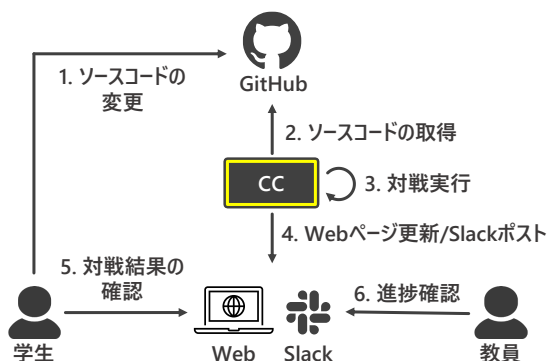 GitHub
1. ソースコードの
変更
2. ソースコードの取得
CC
3. 対戦実行
4. Webページ更新/Slackポスト
5. 対戦結果の
確認
6. 進捗確認
学生
Web
Slack
教員